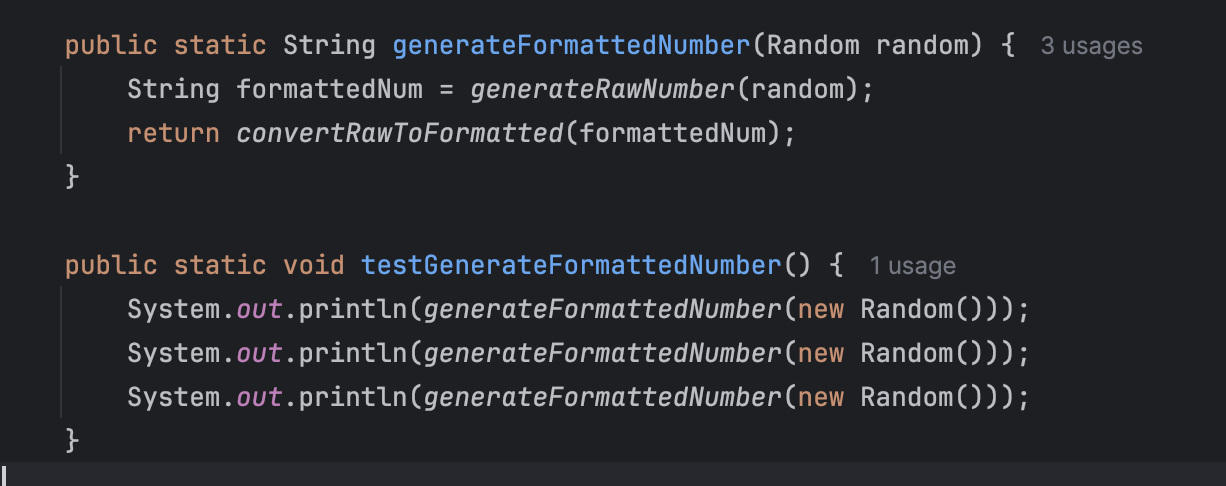 public static String generateFormattedNumber(Random random) { 3 usages
    String formattedNum = generateRawNumber(random);
    return convertRawToFormatted(formattedNum);
}

public static void testGenerateFormattedNumber() { 1 usage
    System.out.println(generateFormattedNumber(new Random()));
    System.out.println(generateFormattedNumber(new Random()));
    System.out.println(generateFormattedNumber(new Random()));
}